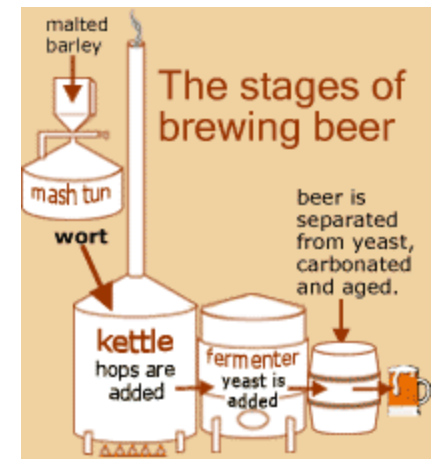 malted
barley
The stages of
brewing beer
mash tun
wort
beer is
separated
from yeast,
carbonated
and aged.
kettle
hops are
added
fermenter
yeast is
added